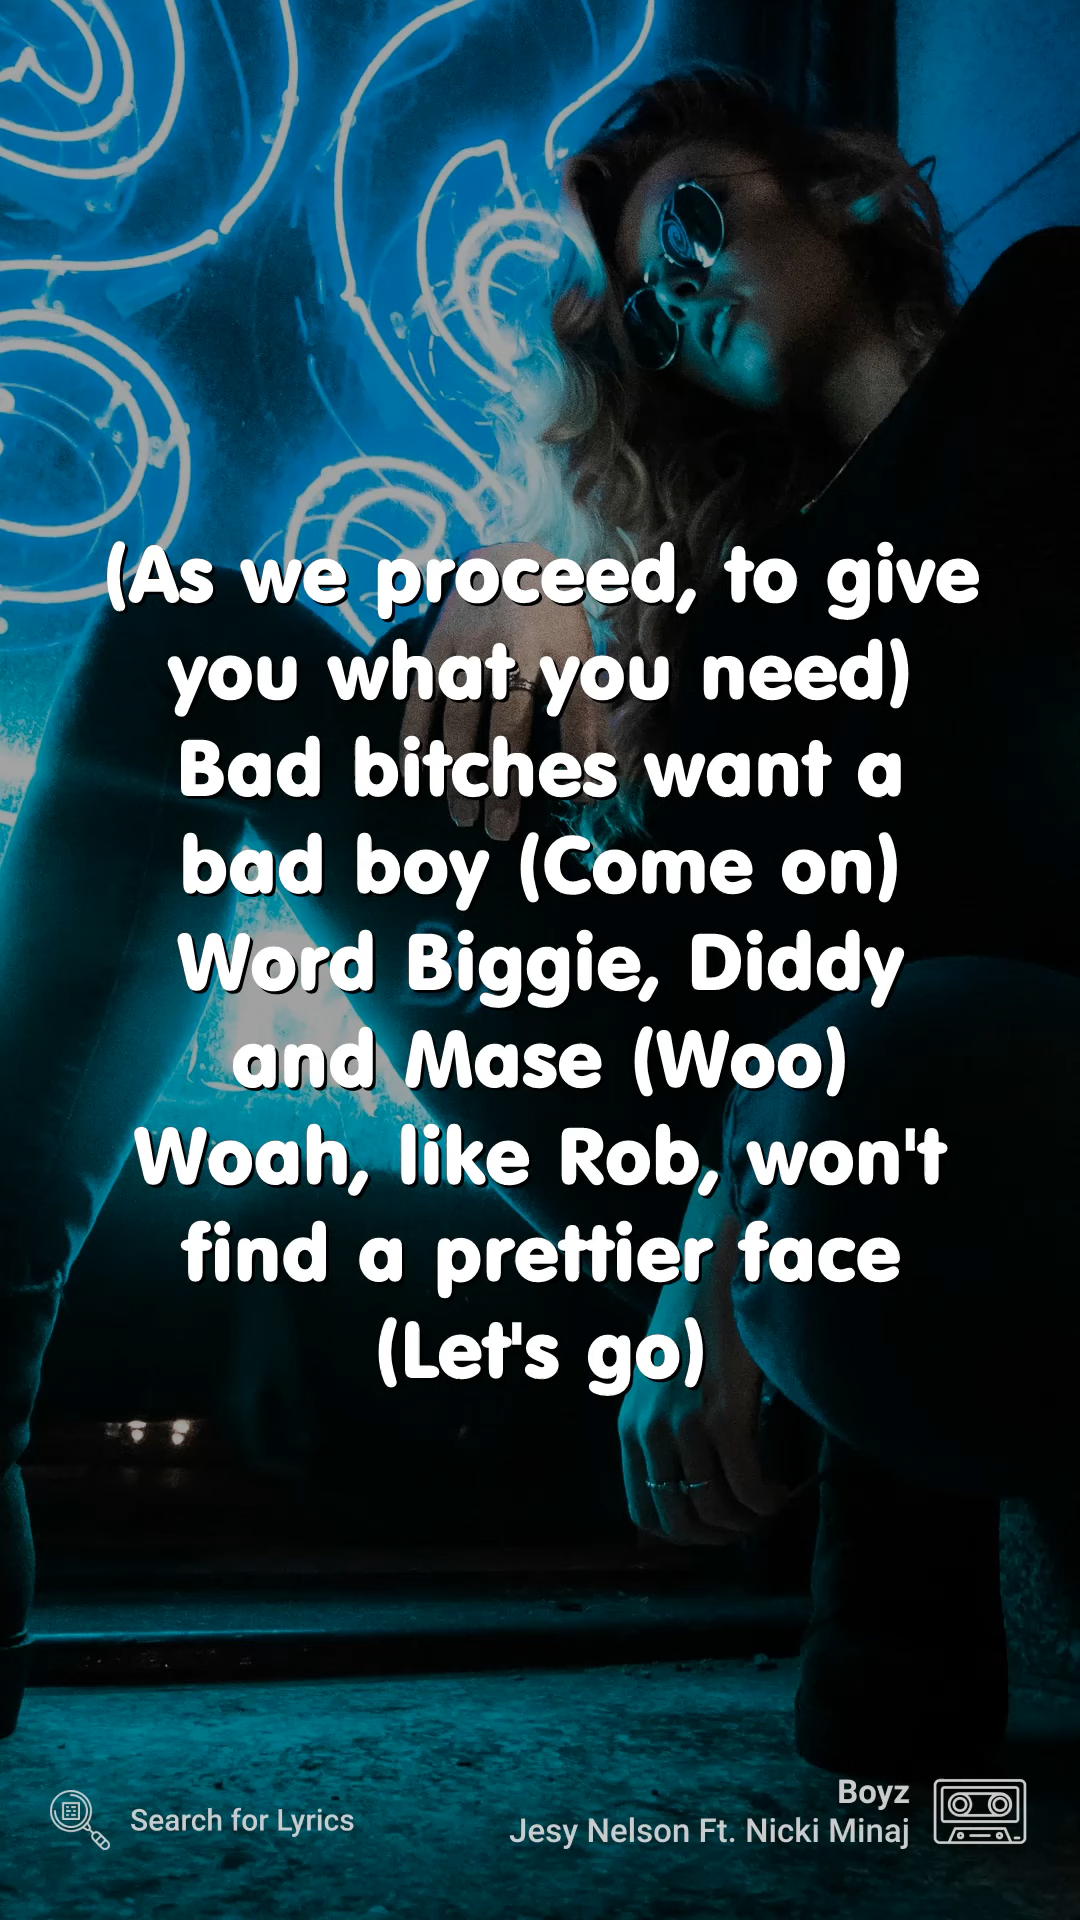 (As we proceed, to give
you what you need)
Bad bitches want a
bad boy (Come on)
Word Biggie, Diddy
and Mase (Woo)
Woah, like Rob, won't
find a prettier face
(Let's go)
Search for Lyrics
Boyz
Jesy Nelson Ft. Nicki Minaj